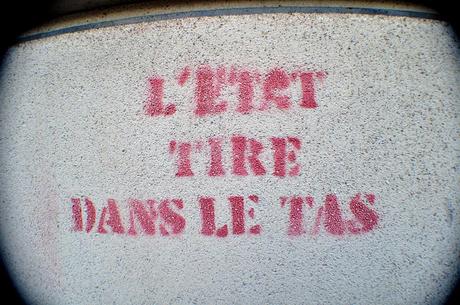 L'ETAT
TIRE
DANS LE TAS